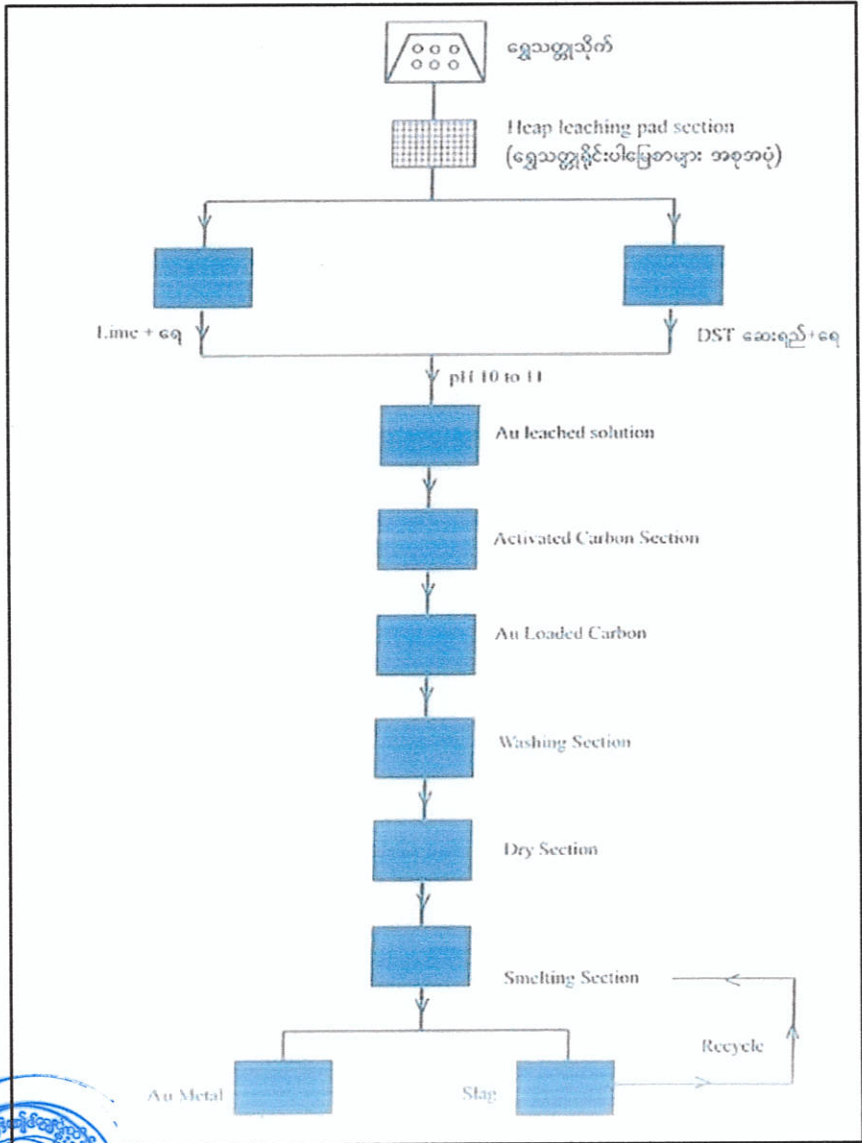 ရွှေသတ္တုသိုက်
Heap leaching pad section
(ရွှေသတ္တုရိုင်းပါမြေစာများ အစုအပုံ)
Lime + ရေ
DST ဆေးရည်+ရေ
pH 10 to 11
Au leached solution
Activated Carbon Section
Au Loaded Carbon
Washing Section
Dry Section
Smelting Section
Recycle
Au Metal
Slag